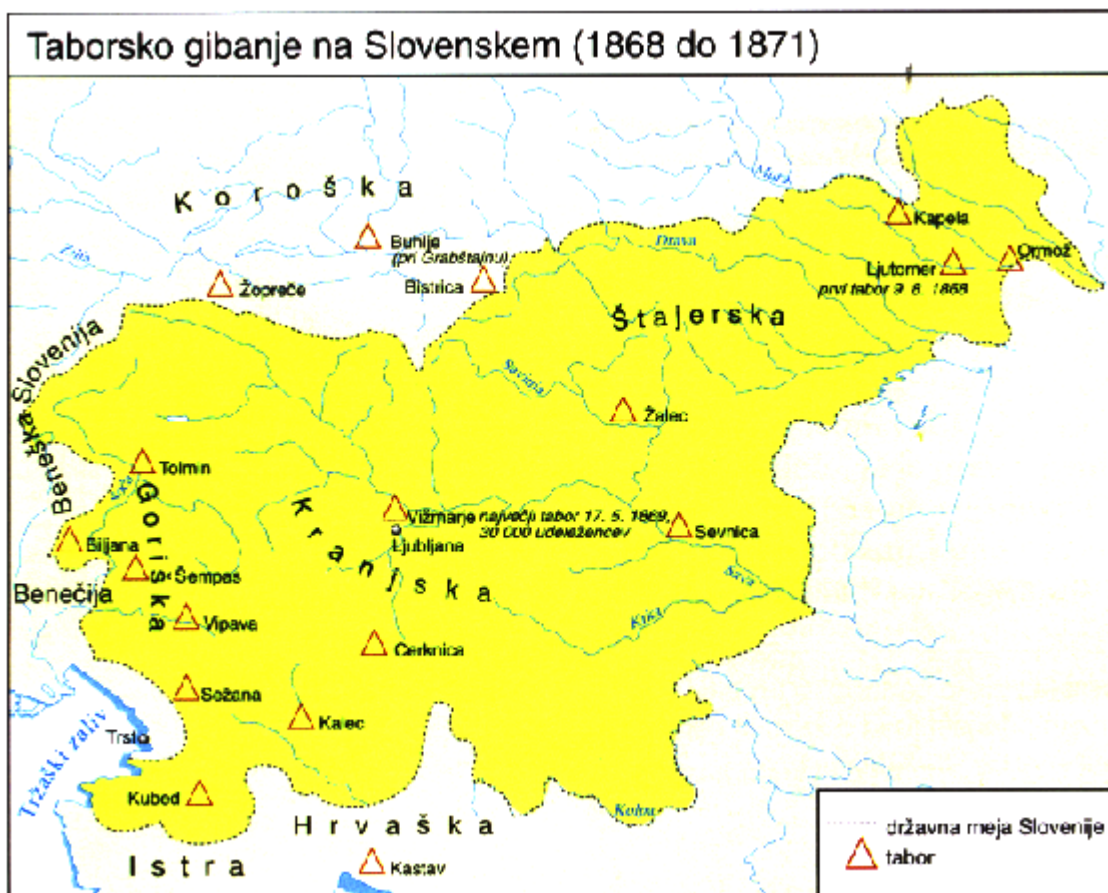 Taborsko gibanje na Slovenskem (1868 do 1871)
Koroška
Mura
Kapela
Buhlje
(pri Grabštajnu)
Drava
Ormož
Ljutomer
prvi tabor 9. 8. 1868
Žopreče
Bistrica
Štajerska
Beneška Slovenija
Savinja
Žalec
Tolmin
Goriška
Kranjska
Vižmarje
največji tabor 17. 5. 1869,
30 000 udeležencev
Ljubljana
Sevnica
Biljana
Šempas
Benečija
Sava
Vipava
Krka
Cerknica
Sežana
Kalec
Trst
Tržaški zaliv
Kubed
Kolpa
Hrvaška
Istra
Kastav
državna meja Slovenije
tabor